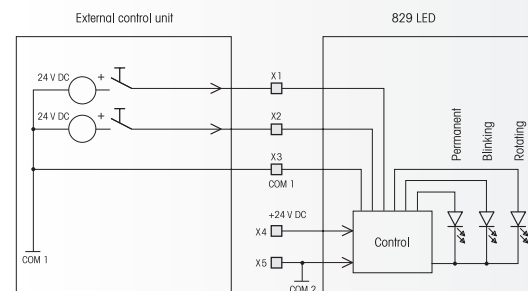 External control unit
829 LED
24 V DC
+
X1
24 V DC
+
X2
X3
COM 1
Permanent
Blinking
Rotating
+24 V DC
X4
Control
X5
COM 1
COM 2